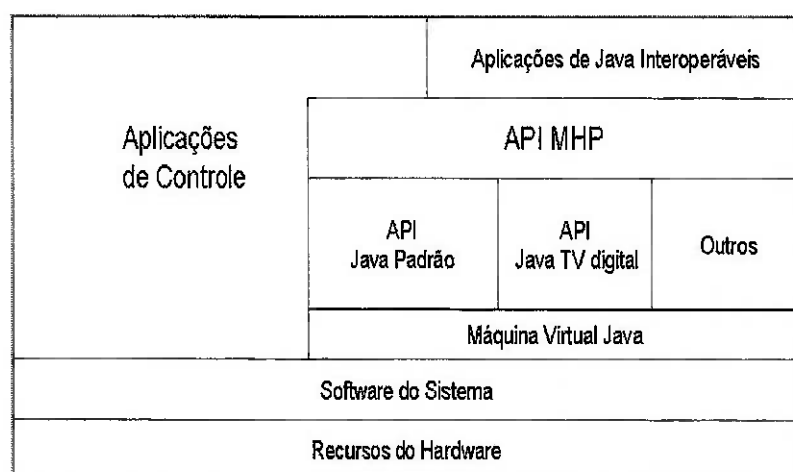 Aplicações de Java Interoperáveis
Aplicações
de Controle
API MHP
API
Java Padrão
API
Java TV digital
Outros
Máquina Virtual Java
Software do Sistema
Recursos do Hardware